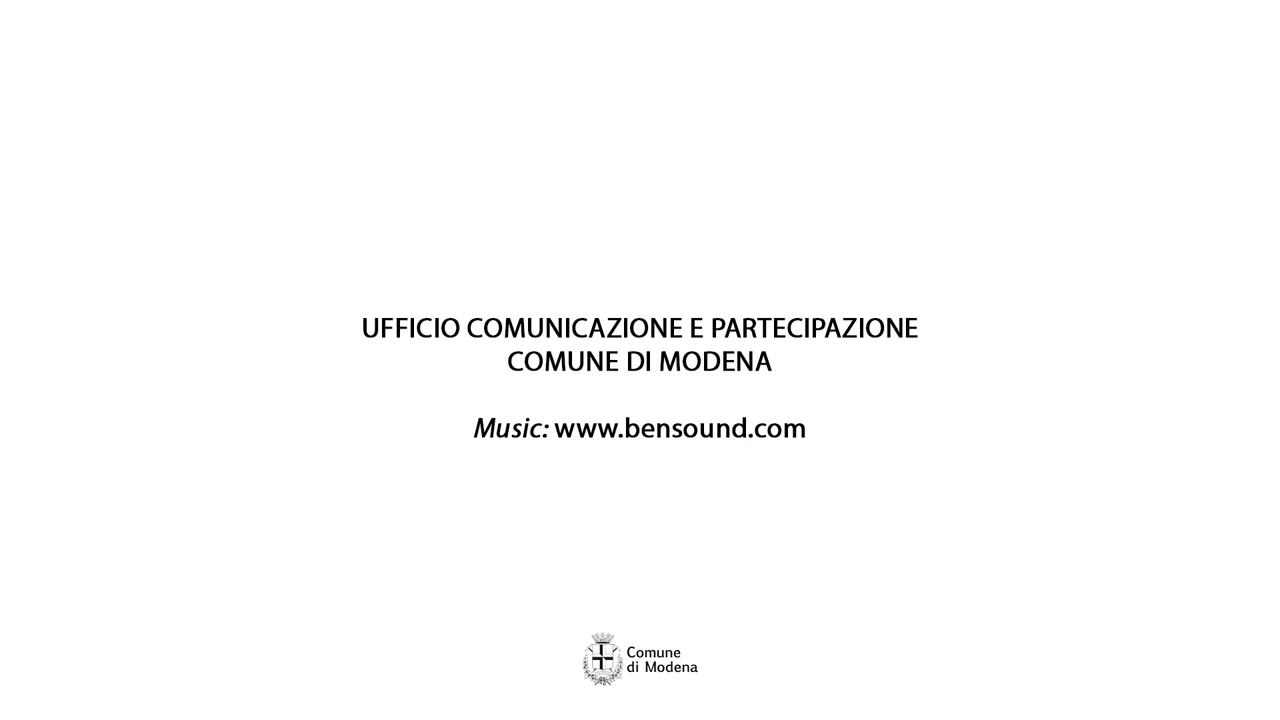 UFFICIO COMUNICAZIONE E PARTECIPAZIONE
COMUNE DI MODENA
Music: www.bensound.com
Comune
di Modena